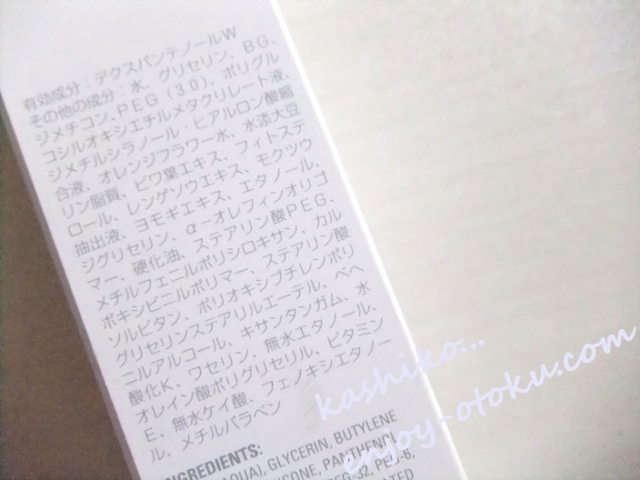 有効成分：デクスパンテノールW
その他の成分：水、グリセリン、BG、
ジメチコン、PEG（30）、ポリグル
コシルオキシエチルメタクリレート液、
ジメチルシラノール・ヒアルロン酸縮
合液、オレンジフラワー水、水添大豆
リン脂質、ビワ葉エキス、フィトステ
ロール、レンゲソウエキス、モクツウ
抽出液、ヨモギエキス、エタノール、
ジグリセリン、α－オレフィンオリゴ
マー、硬化油、ステアリン酸PEG、
メチルフェニルポリシロキサン、カル
ボキシビニルポリマー、ステアリン酸
ソルビタン、ポリオキシブチレンポリ
グリセリンステアリルエーテル、ベヘ
ニルアルコール、キサンタンガム、水
酸化K、ワセリン、無水エタノール、
オレイン酸ポリグリセリル、ビタミン
E、無水ケイ酸、フェノキシエタノー
ル、メチルパラベン
INGREDIENTS:
AQUA), GLYCERIN, BUTYLENE
CONE, PANTHENOL,
PEG-32, PEG-6,
kashiko...
enjoy-otoku.com